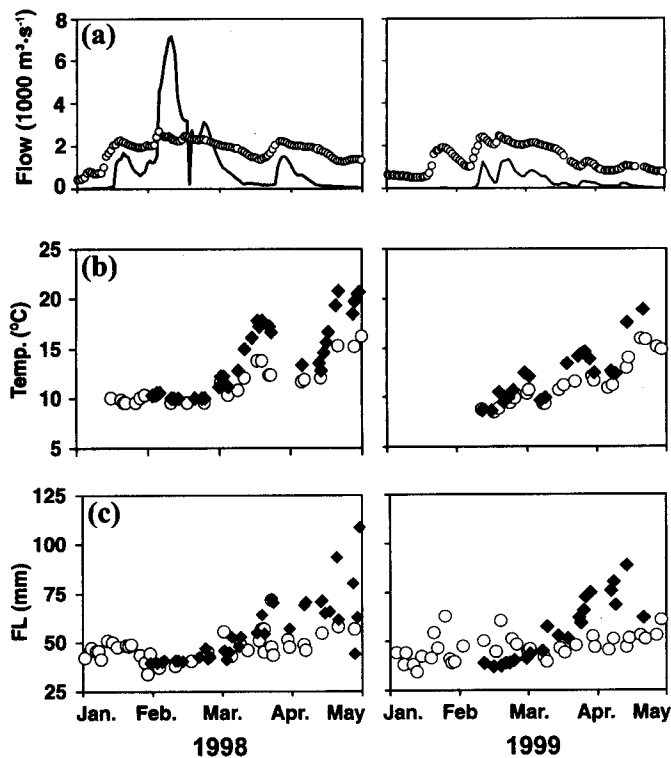 (a)
Flow (1000 m³·s⁻¹)
8
6
4
2
0
(b)
Temp. (ºC)
25
20
15
10
5
(c)
FL (mm)
125
100
75
50
25
Jan. Feb. Mar. Apr. May
Jan. Feb Mar. Apr. May
1998 1999